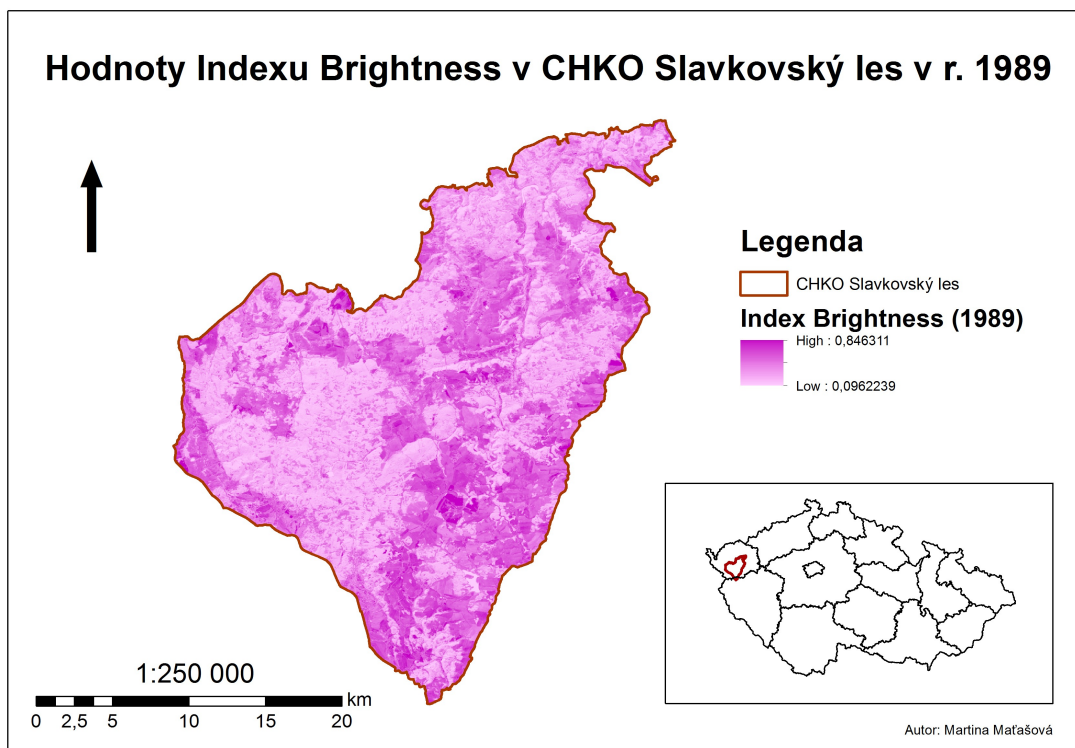 Hodnoty Indexu Brightness v CHKO Slavkovský les v r. 1989
Legenda
CHKO Slavkovský les
Index Brightness (1989)
High : 0,846311
Low : 0,0962239
1:250 000
km
0 2,5 5 10 15 20
Autor: Martina Maťašová